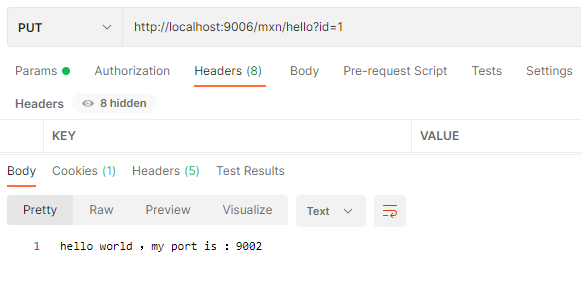 PUT http://localhost:9006/mxn/hello?id=1
Params Authorization Headers (8) Body Pre-request Script Tests Settings
Headers 8 hidden
KEY VALUE
Body Cookies (1) Headers (5) Test Results
Pretty Raw Preview Visualize Text
1 hello world ，my port is : 9002